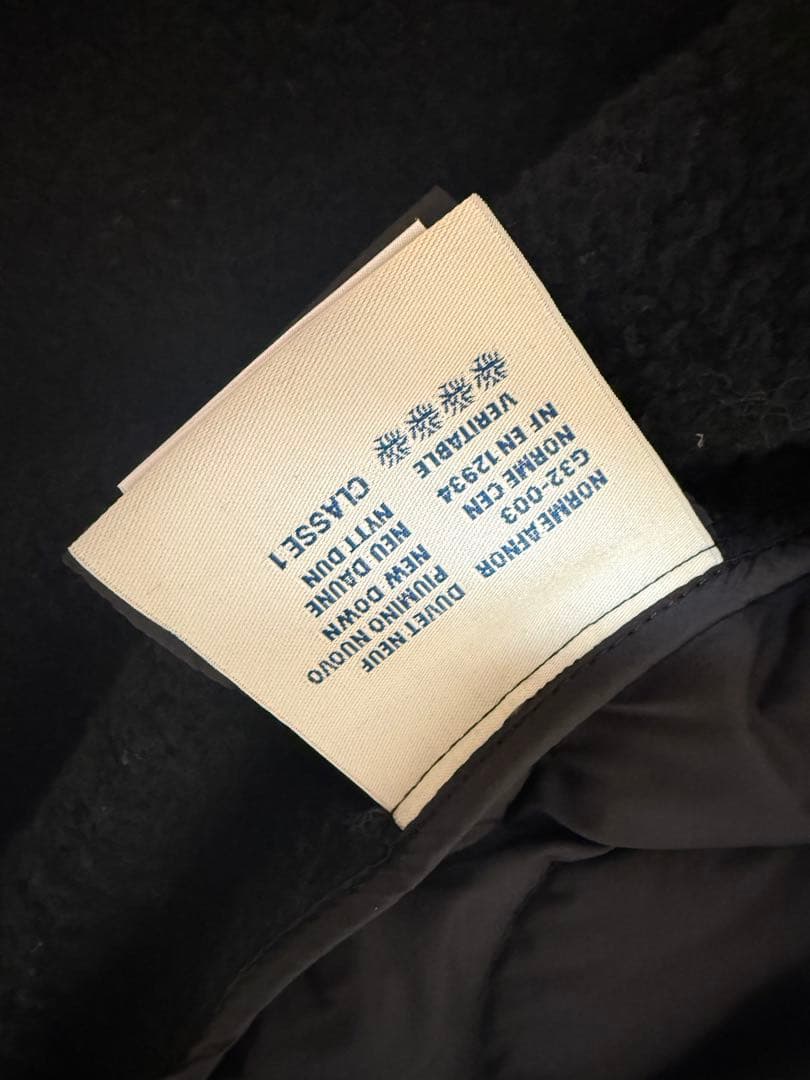 NORME AFNOR
G32-003
NORME CEN
NF EN 12934
VERITABLE
DUVET NEUF
PIUMINO NUOVO
NEW DOWN
NEU DAUNE
NYTT DUN
CLASSE 1